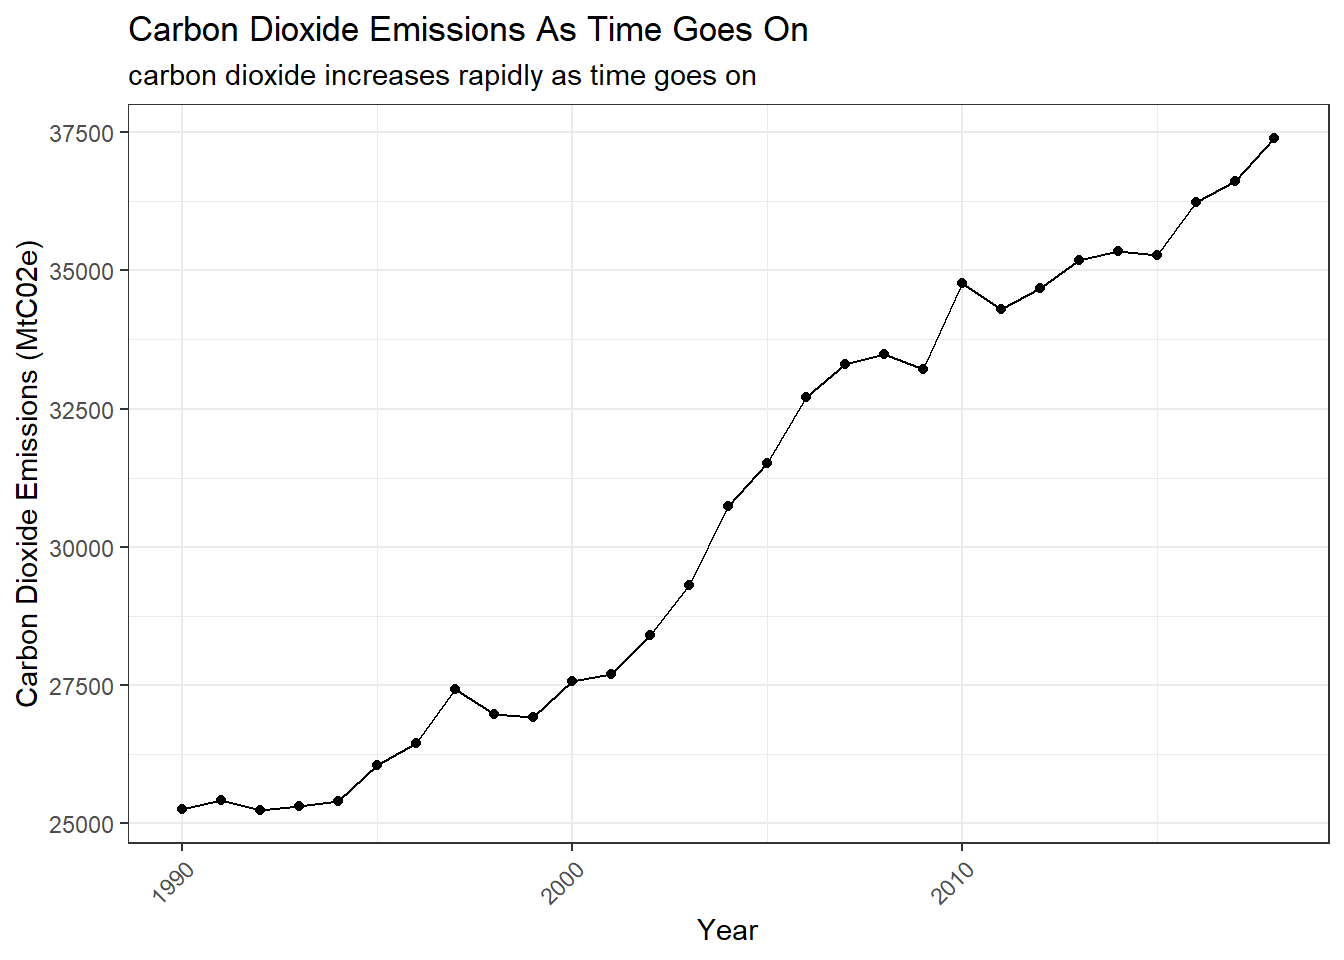 Carbon Dioxide Emissions As Time Goes On
carbon dioxide increases rapidly as time goes on
Carbon Dioxide Emissions (MtC02e)
37500
35000
32500
30000
27500
25000
1990
2000
2010
Year